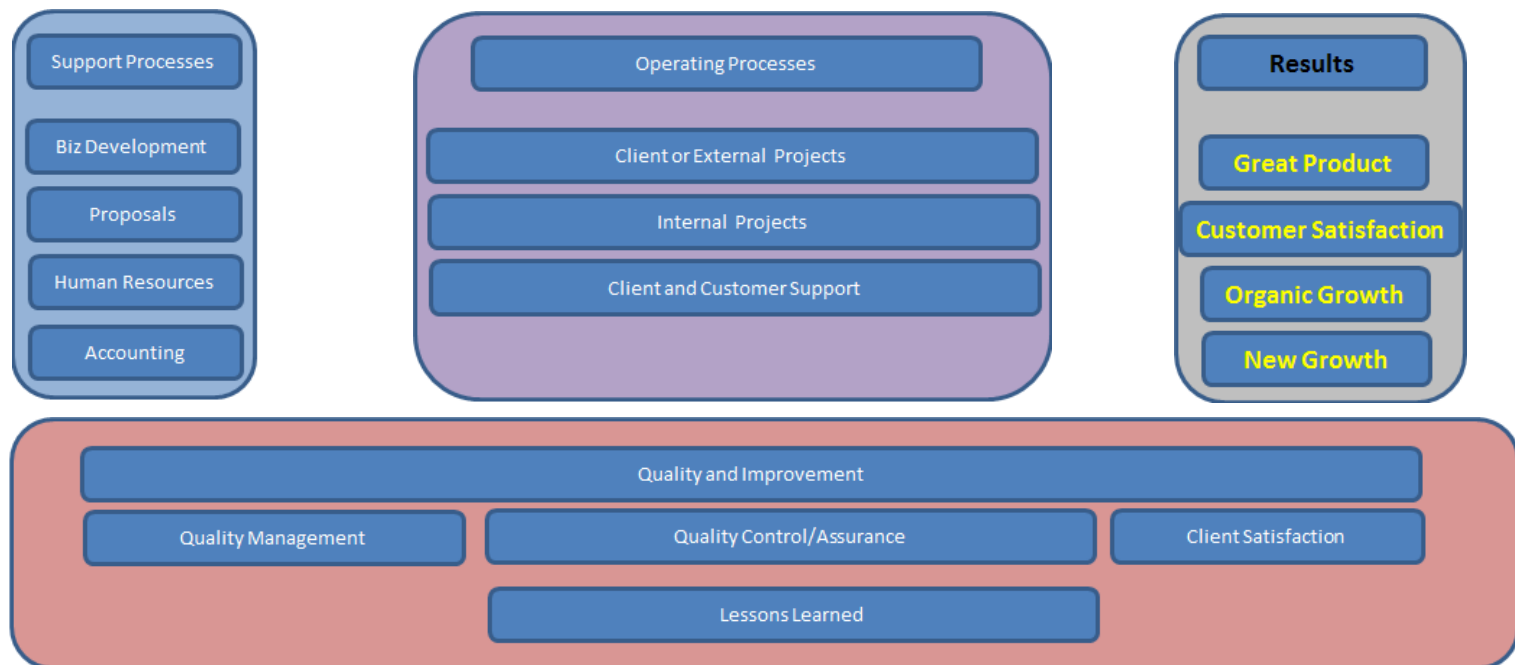 Support Processes
Biz Development
Proposals
Human Resources
Accounting
Operating Processes
Client or External Projects
Internal Projects
Client and Customer Support
Results
Great Product
Customer Satisfaction
Organic Growth
New Growth
Quality and Improvement
Quality Management
Quality Control/Assurance
Client Satisfaction
Lessons Learned